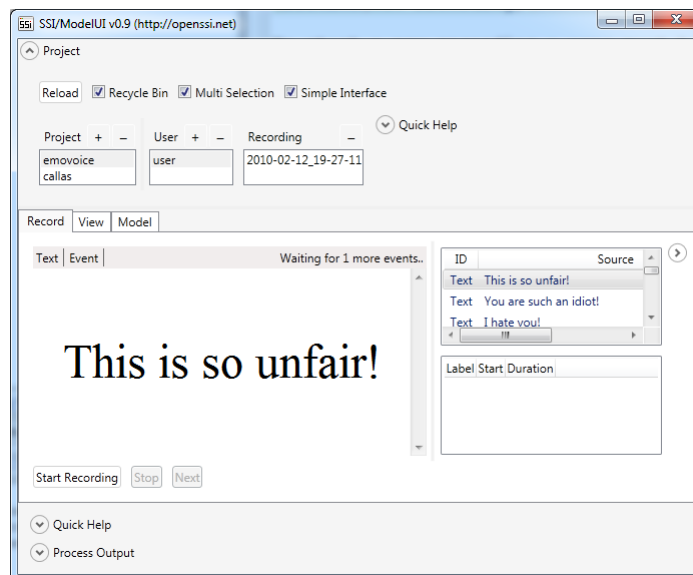 SSI SSI/ModelUI v0.9 (http://openssi.net)
Project
Reload Recycle Bin Multi Selection Simple Interface
Project + – User + – Recording – Quick Help
emovoice user 2010-02-12_19-27-11
callas
Record View Model
Text Event Waiting for 1 more events..
This is so unfair!
ID Source
Text This is so unfair!
Text You are such an idiot!
Text I hate you!
Label Start Duration
Start Recording Stop Next
Quick Help
Process Output